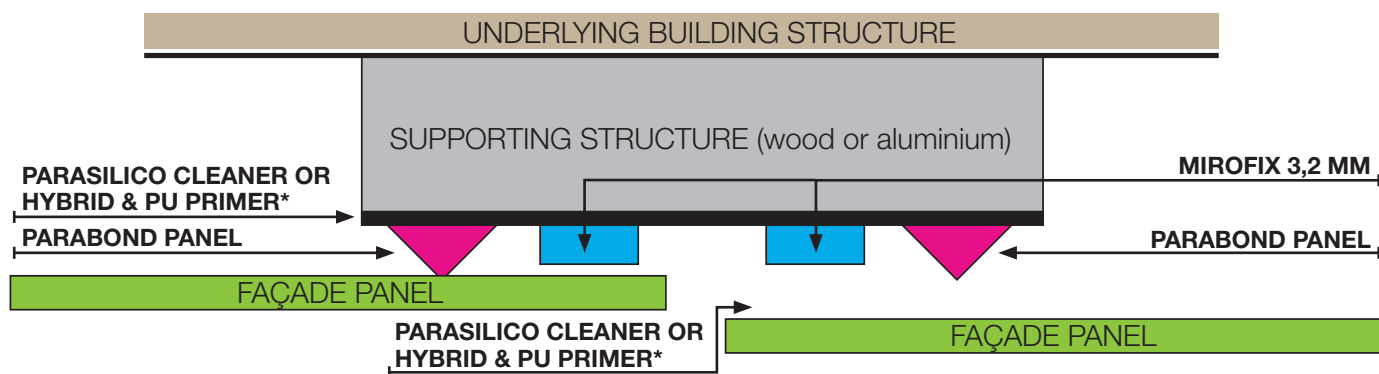 UNDERLYING BUILDING STRUCTURE
SUPPORTING STRUCTURE (wood or aluminium)
PARASILICO CLEANER OR
HYBRID & PU PRIMER*
PARABOND PANEL
MIROFIX 3,2 MM
PARABOND PANEL
FAÇADE PANEL
PARASILICO CLEANER OR
HYBRID & PU PRIMER*
FAÇADE PANEL